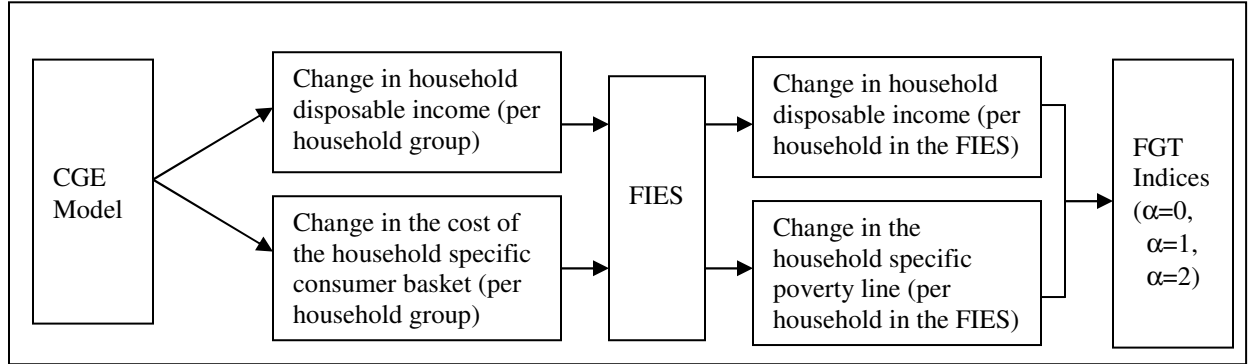 CGE
Model
Change in household
disposable income (per
household group)
Change in the cost of
the household specific
consumer basket (per
household group)
FIES
Change in household
disposable income (per
household in the FIES)
Change in the
household specific
poverty line (per
household in the FIES)
FGT
Indices
(α=0,
α=1,
α=2)